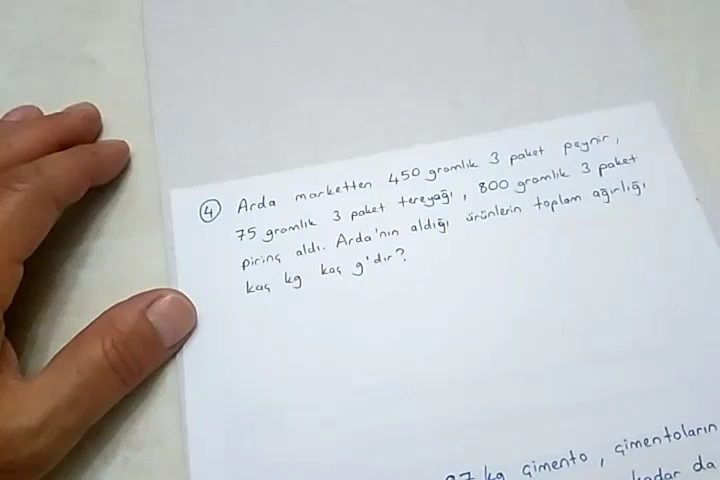 4 Arda marketten 450 gramlık 3 paket peynir,
75 gramlık 3 paket tereyağı, 800 gramlık 3 paket
pirinç aldı. Arda'nın aldığı ürünlerin toplam ağırlığı
kaç kg kaç g'dır?
kg çimento, çimentoların
kadar da